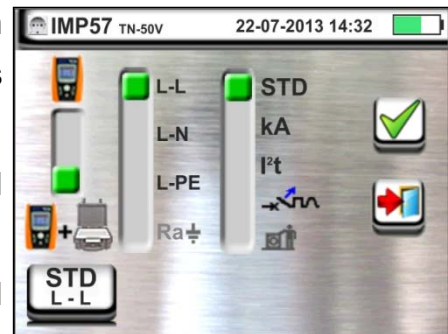 IMP57 TN-50V 22-07-2013 14:32
L-L STD
L-N kA
L-PE I²t
Ra
STD
L - L